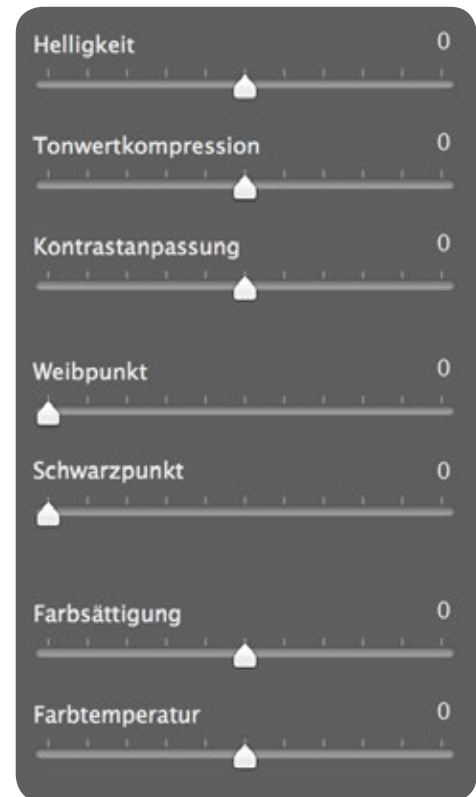 Helligkeit 0
Tonwertkompression 0
Kontrastanpassung 0
Weibpunkt 0
Schwarzpunkt 0
Farbsättigung 0
Farbtemperatur 0